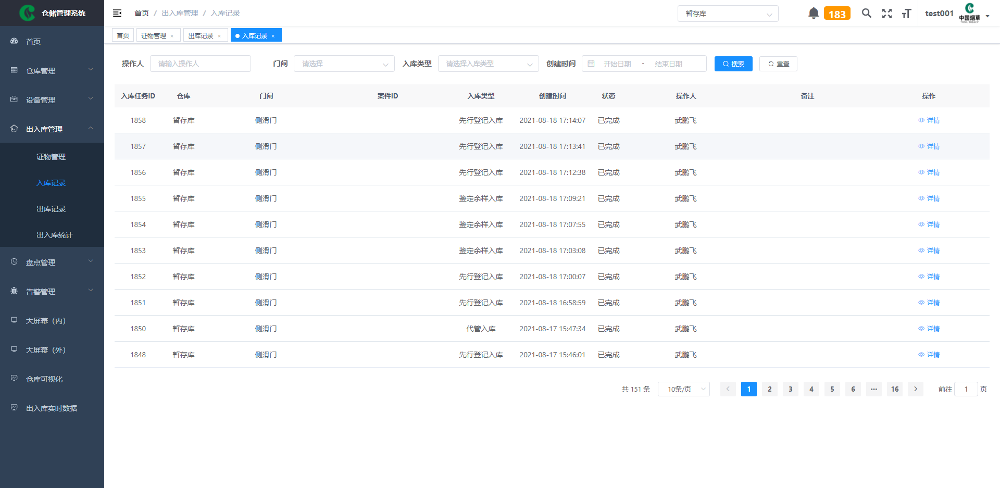 仓储管理系统
首页 / 出入库管理 / 入库记录
暂存库
183
test001
中国烟草
首页
证物管理 ×
出库记录 ×
入库记录 ×
首页
仓库管理
设备管理
出入库管理
证物管理
入库记录
出库记录
出入库统计
盘点管理
告警管理
大屏幕（内）
大屏幕（外）
仓库可视化
出入库实时数据
操作人 请输入操作人 门闸 请选择 入库类型 请选择入库类型 创建时间 开始日期 - 结束日期 搜索 重置
入库任务ID 仓库 门闸 案件ID 入库类型 创建时间 状态 操作人 备注 操作
1858 暂存库 侧滑门 先行登记入库 2021-08-18 17:14:07 已完成 武鹏飞 详情
1857 暂存库 侧滑门 先行登记入库 2021-08-18 17:13:41 已完成 武鹏飞 详情
1856 暂存库 侧滑门 先行登记入库 2021-08-18 17:12:38 已完成 武鹏飞 详情
1855 暂存库 侧滑门 鉴定余样入库 2021-08-18 17:09:21 已完成 武鹏飞 详情
1854 暂存库 侧滑门 鉴定余样入库 2021-08-18 17:07:55 已完成 武鹏飞 详情
1853 暂存库 侧滑门 鉴定余样入库 2021-08-18 17:03:08 已完成 武鹏飞 详情
1852 暂存库 侧滑门 先行登记入库 2021-08-18 17:00:07 已完成 武鹏飞 详情
1851 暂存库 侧滑门 先行登记入库 2021-08-18 16:58:59 已完成 武鹏飞 详情
1850 暂存库 侧滑门 代管入库 2021-08-17 15:47:34 已完成 武鹏飞 详情
1848 暂存库 侧滑门 先行登记入库 2021-08-17 15:46:01 已完成 武鹏飞 详情
共 151 条 10条/页 1 2 3 4 5 6 ··· 16 前往 1 页